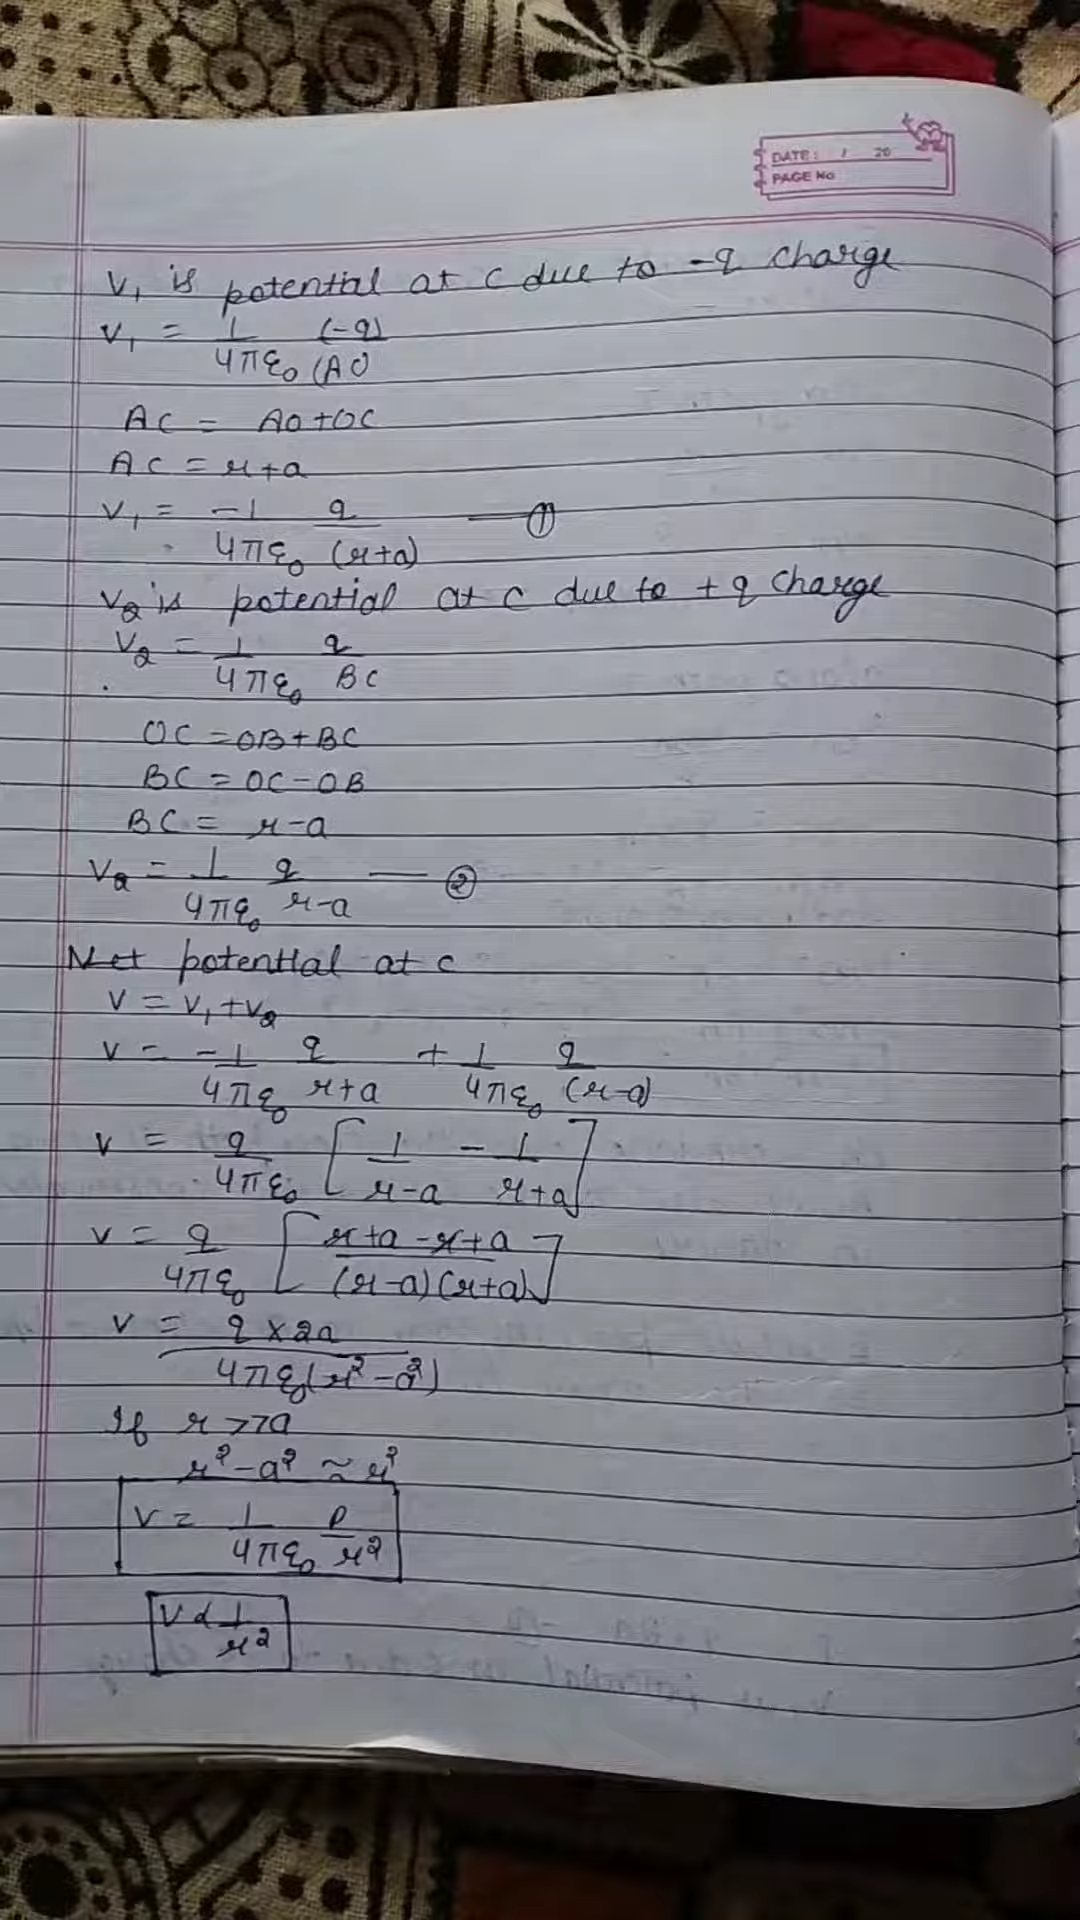 DATE: / 20
PAGE No
V₁ is potential at c due to -q charge
V₁ = 1/4πε₀ (-q)/(AC)
AC = AO+OC
AC = r+a
V₁ = -1/4πε₀ q/(r+a) — ①
V₂ is potential at c due to +q charge
V₂ = 1/4πε₀ q/BC
OC = OB+BC
BC = OC-OB
BC = r-a
V₂ = 1/4πε₀ q/r-a — ②
Net potential at c
V = V₁+V₂
V = -1/4πε₀ q/r+a + 1/4πε₀ q/(r-a)
V = q/4πε₀ [1/r-a - 1/r+a]
V = q/4πε₀ [r+a-r+a/(r-a)(r+a)]
V = q×2a/4πε₀(r²-a²)
If r>>a
r²-a² ≈ r²
V = 1/4πε₀ P/r²
V ∝ 1/r²